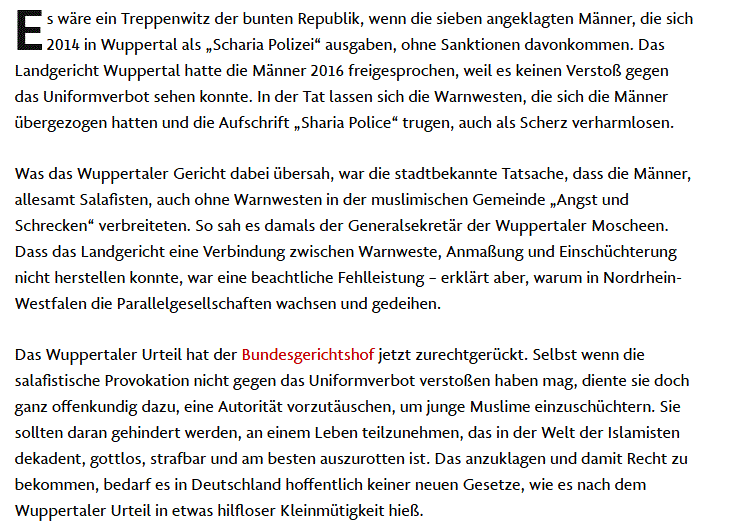 Es wäre ein Treppenwitz der bunten Republik, wenn die sieben angeklagten Männer, die sich
2014 in Wuppertal als „Scharia Polizei“ ausgaben, ohne Sanktionen davonkommen. Das
Landgericht Wuppertal hatte die Männer 2016 freigesprochen, weil es keinen Verstoß gegen
das Uniformverbot sehen konnte. In der Tat lassen sich die Warnwesten, die sich die Männer
übergezogen hatten und die Aufschrift „Sharia Police“ trugen, auch als Scherz verharmlosen.
Was das Wuppertaler Gericht dabei übersah, war die stadtbekannte Tatsache, dass die Männer,
allesamt Salafisten, auch ohne Warnwesten in der muslimischen Gemeinde „Angst und
Schrecken“ verbreiteten. So sah es damals der Generalsekretär der Wuppertaler Moscheen.
Dass das Landgericht eine Verbindung zwischen Warnweste, Anmaßung und Einschüchterung
nicht herstellen konnte, war eine beachtliche Fehlleistung – erklärt aber, warum in Nordrhein-
Westfalen die Parallelgesellschaften wachsen und gedeihen.
Das Wuppertaler Urteil hat der Bundesgerichtshof jetzt zurechtgerückt. Selbst wenn die
salafistische Provokation nicht gegen das Uniformverbot verstoßen haben mag, diente sie doch
ganz offenkundig dazu, eine Autorität vorzutäuschen, um junge Muslime einzuschüchtern. Sie
sollten daran gehindert werden, an einem Leben teilzunehmen, das in der Welt der Islamisten
dekadent, gottlos, strafbar und am besten auszurotten ist. Das anzuklagen und damit Recht zu
bekommen, bedarf es in Deutschland hoffentlich keiner neuen Gesetze, wie es nach dem
Wuppertaler Urteil in etwas hilfloser Kleinmütigkeit hieß.